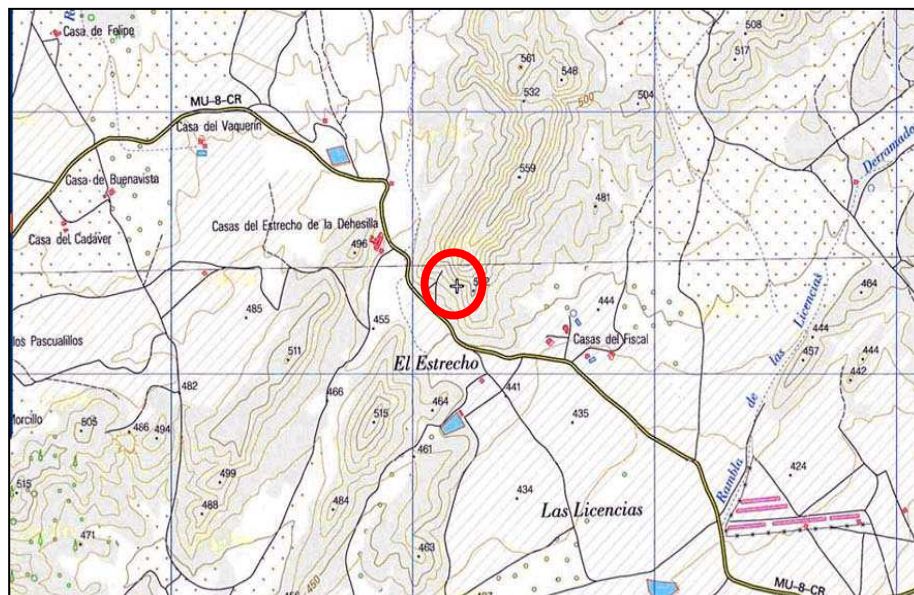 Casa de Felipe
MU-8-CR
Casa del Vaquerín
Casa de Buenavista
Casa del Cadáver
Casas del Estrecho de la Dehesilla
496
561
548
532
500
504
508
517
559
481
Derramado
485
455
511
los Pascualillos
482
466
515
El Estrecho
444
Casas del Fiscal
441
464
444
457
444
442
464
435
461
Rambla de las Licencias
505
486
494
499
488
484
515
471
450
463
434
Las Licencias
424
MU-8-CR